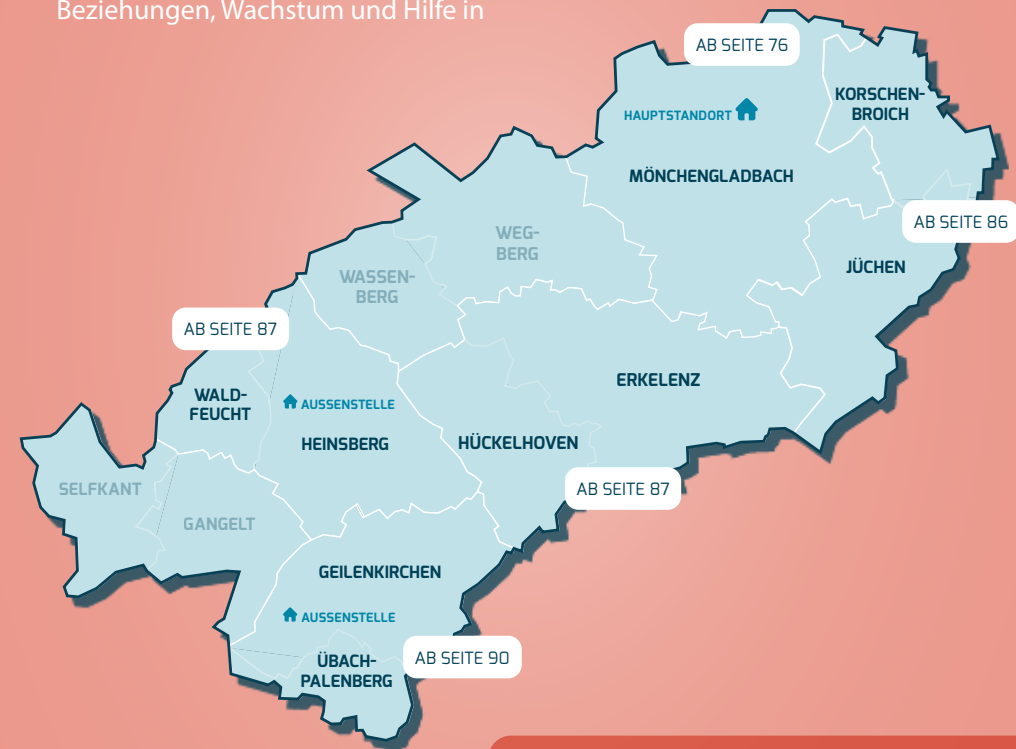 Beziehungen, Wachstum und Hilfe in
AB SEITE 76
KORSCHEN-
BROICH
HAUPTSTANDORT
MÖNCHENGLADBACH
AB SEITE 86
WEG-
BERG
JÜCHEN
WASSEN-
BERG
AB SEITE 87
ERKELENZ
WALD-
FEUCHT
AUSSENSTELLE
HEINSBERG
HÜCKELHOVEN
SELFKANT
AB SEITE 87
GANGELT
GEILENKIRCHEN
AUSSENSTELLE
AB SEITE 90
ÜBACH-
PALENBERG